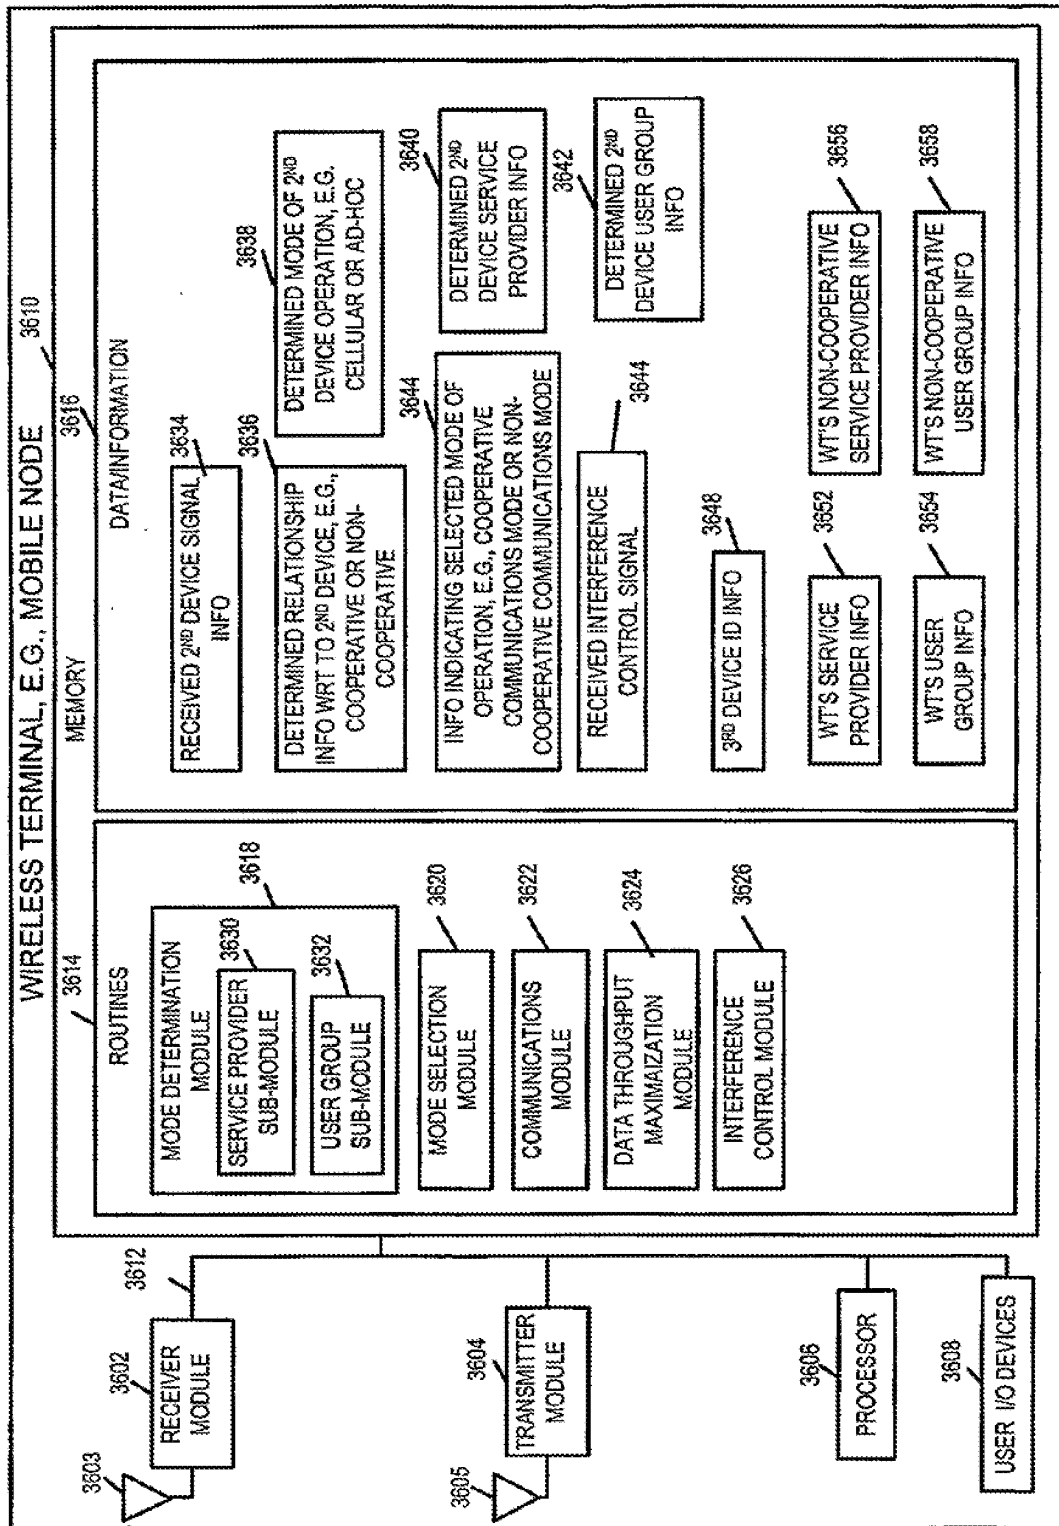 WIRELESS TERMINAL, E.G., MOBILE NODE
3610
3603
3602
RECEIVER
MODULE
3612
3605
3604
TRANSMITTER
MODULE
3606
PROCESSOR
3608
USER I/O DEVICES
MEMORY
3614
ROUTINES
MODE DETERMINATION
MODULE
3618
SERVICE PROVIDER
SUB-MODULE
3630
USER GROUP
SUB-MODULE
3632
MODE SELECTION
MODULE
3620
COMMUNICATIONS
MODULE
3622
DATA THROUGHPUT
MAXIMAIZATION
MODULE
3624
INTERFERENCE
CONTROL MODULE
3626
3616
DATA/INFORMATION
RECEIVED 2ND DEVICE SIGNAL
INFO
3634
DETERMINED RELATIONSHIP
INFO WRT TO 2ND DEVICE, E.G.,
COOPERATIVE OR NON-
COOPERATIVE
3636
DETERMINED MODE OF 2ND
DEVICE OPERATION, E.G.
CELLULAR OR AD-HOC
3638
INFO INDICATING SELECTED MODE OF
OPERATION, E.G., COOPERATIVE
COMMUNICATIONS MODE OR NON-
COOPERATIVE COMMUNICATIONS MODE
3644
DETERMINED 2ND
DEVICE SERVICE
PROVIDER INFO
3640
RECEIVED INTERFERENCE
CONTROL SIGNAL
3644
DETERMINED 2ND
DEVICE USER GROUP
INFO
3642
3RD DEVICE ID INFO
3648
WT'S SERVICE
PROVIDER INFO
3652
WT'S NON-COOPERATIVE
SERVICE PROVIDER INFO
3656
WT'S USER
GROUP INFO
3654
WT'S NON-COOPERATIVE
USER GROUP INFO
3658